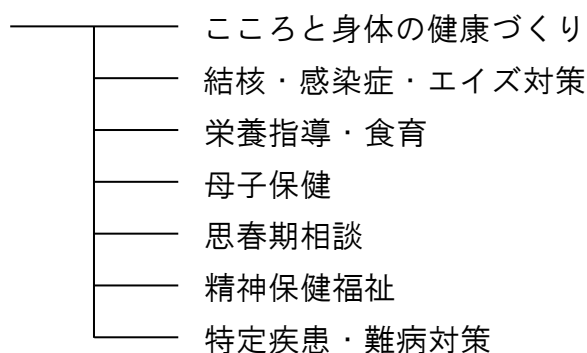 こころと身体の健康づくり
結核・感染症・エイズ対策
栄養指導・食育
母子保健
思春期相談
精神保健福祉
特定疾患・難病対策